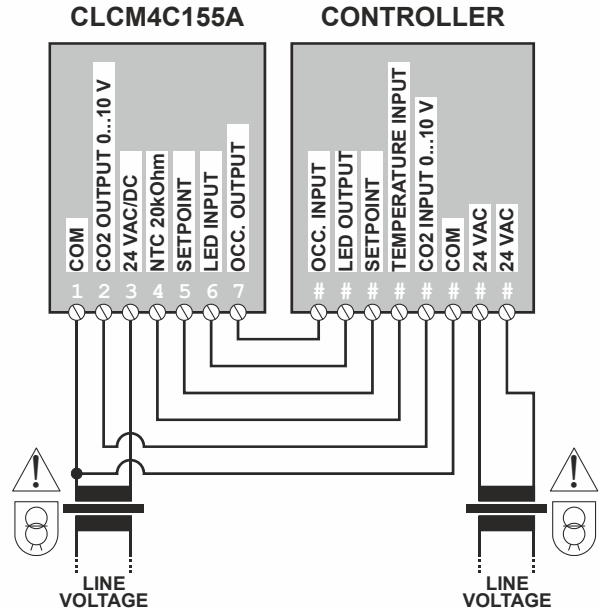 CLCM4C155A
CONTROLLER
COM
CO2 OUTPUT 0...10 V
24 VAC/DC
NTC 20kOhm
SETPOINT
LED INPUT
OCC. OUTPUT
1 2 3 4 5 6 7
OCC. INPUT
LED OUTPUT
SETPOINT
TEMPERATURE INPUT
CO2 INPUT 0...10 V
COM
24 VAC
24 VAC
# # # # # # # #
LINE
VOLTAGE
LINE
VOLTAGE